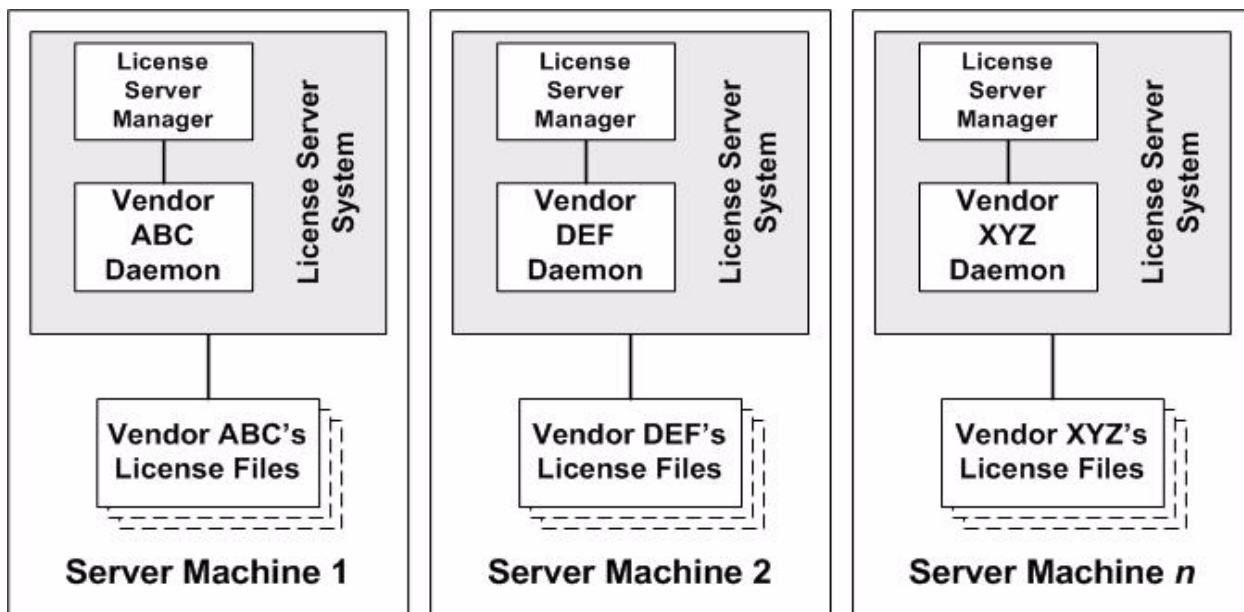 License
Server
Manager
Vendor
ABC
Daemon
License Server
System
Vendor ABC's
License Files
Server Machine 1
License
Server
Manager
Vendor
DEF
Daemon
License Server
System
Vendor DEF's
License Files
Server Machine 2
License
Server
Manager
Vendor
XYZ
Daemon
License Server
System
Vendor XYZ's
License Files
Server Machine n